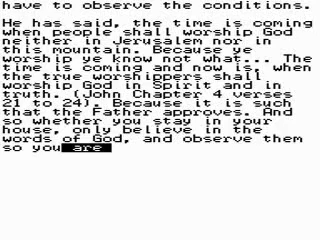 have to observe the conditions.
He has said, the time is coming
when people shall worship God
neither in Jerusalem nor in
this mountain. Because ye
worship ye know not what... The
time is coming and now is, when
the true worshippers shall
worship God in Spirit and in
truth. (John Chapter 4 verses
21 to 24). Because it is such
that the Father approves. And
so whether you stay in your
house, only believe in the
words of God, and observe them
so you are